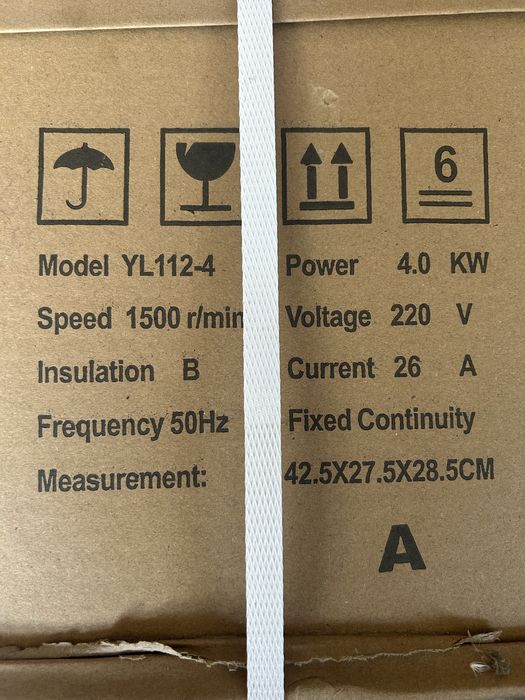 6
Model YL112-4 Power 4.0 KW
Speed 1500 r/min Voltage 220 V
Insulation B Current 26 A
Frequency 50Hz Fixed Continuity
Measurement: 42.5X27.5X28.5CM
A